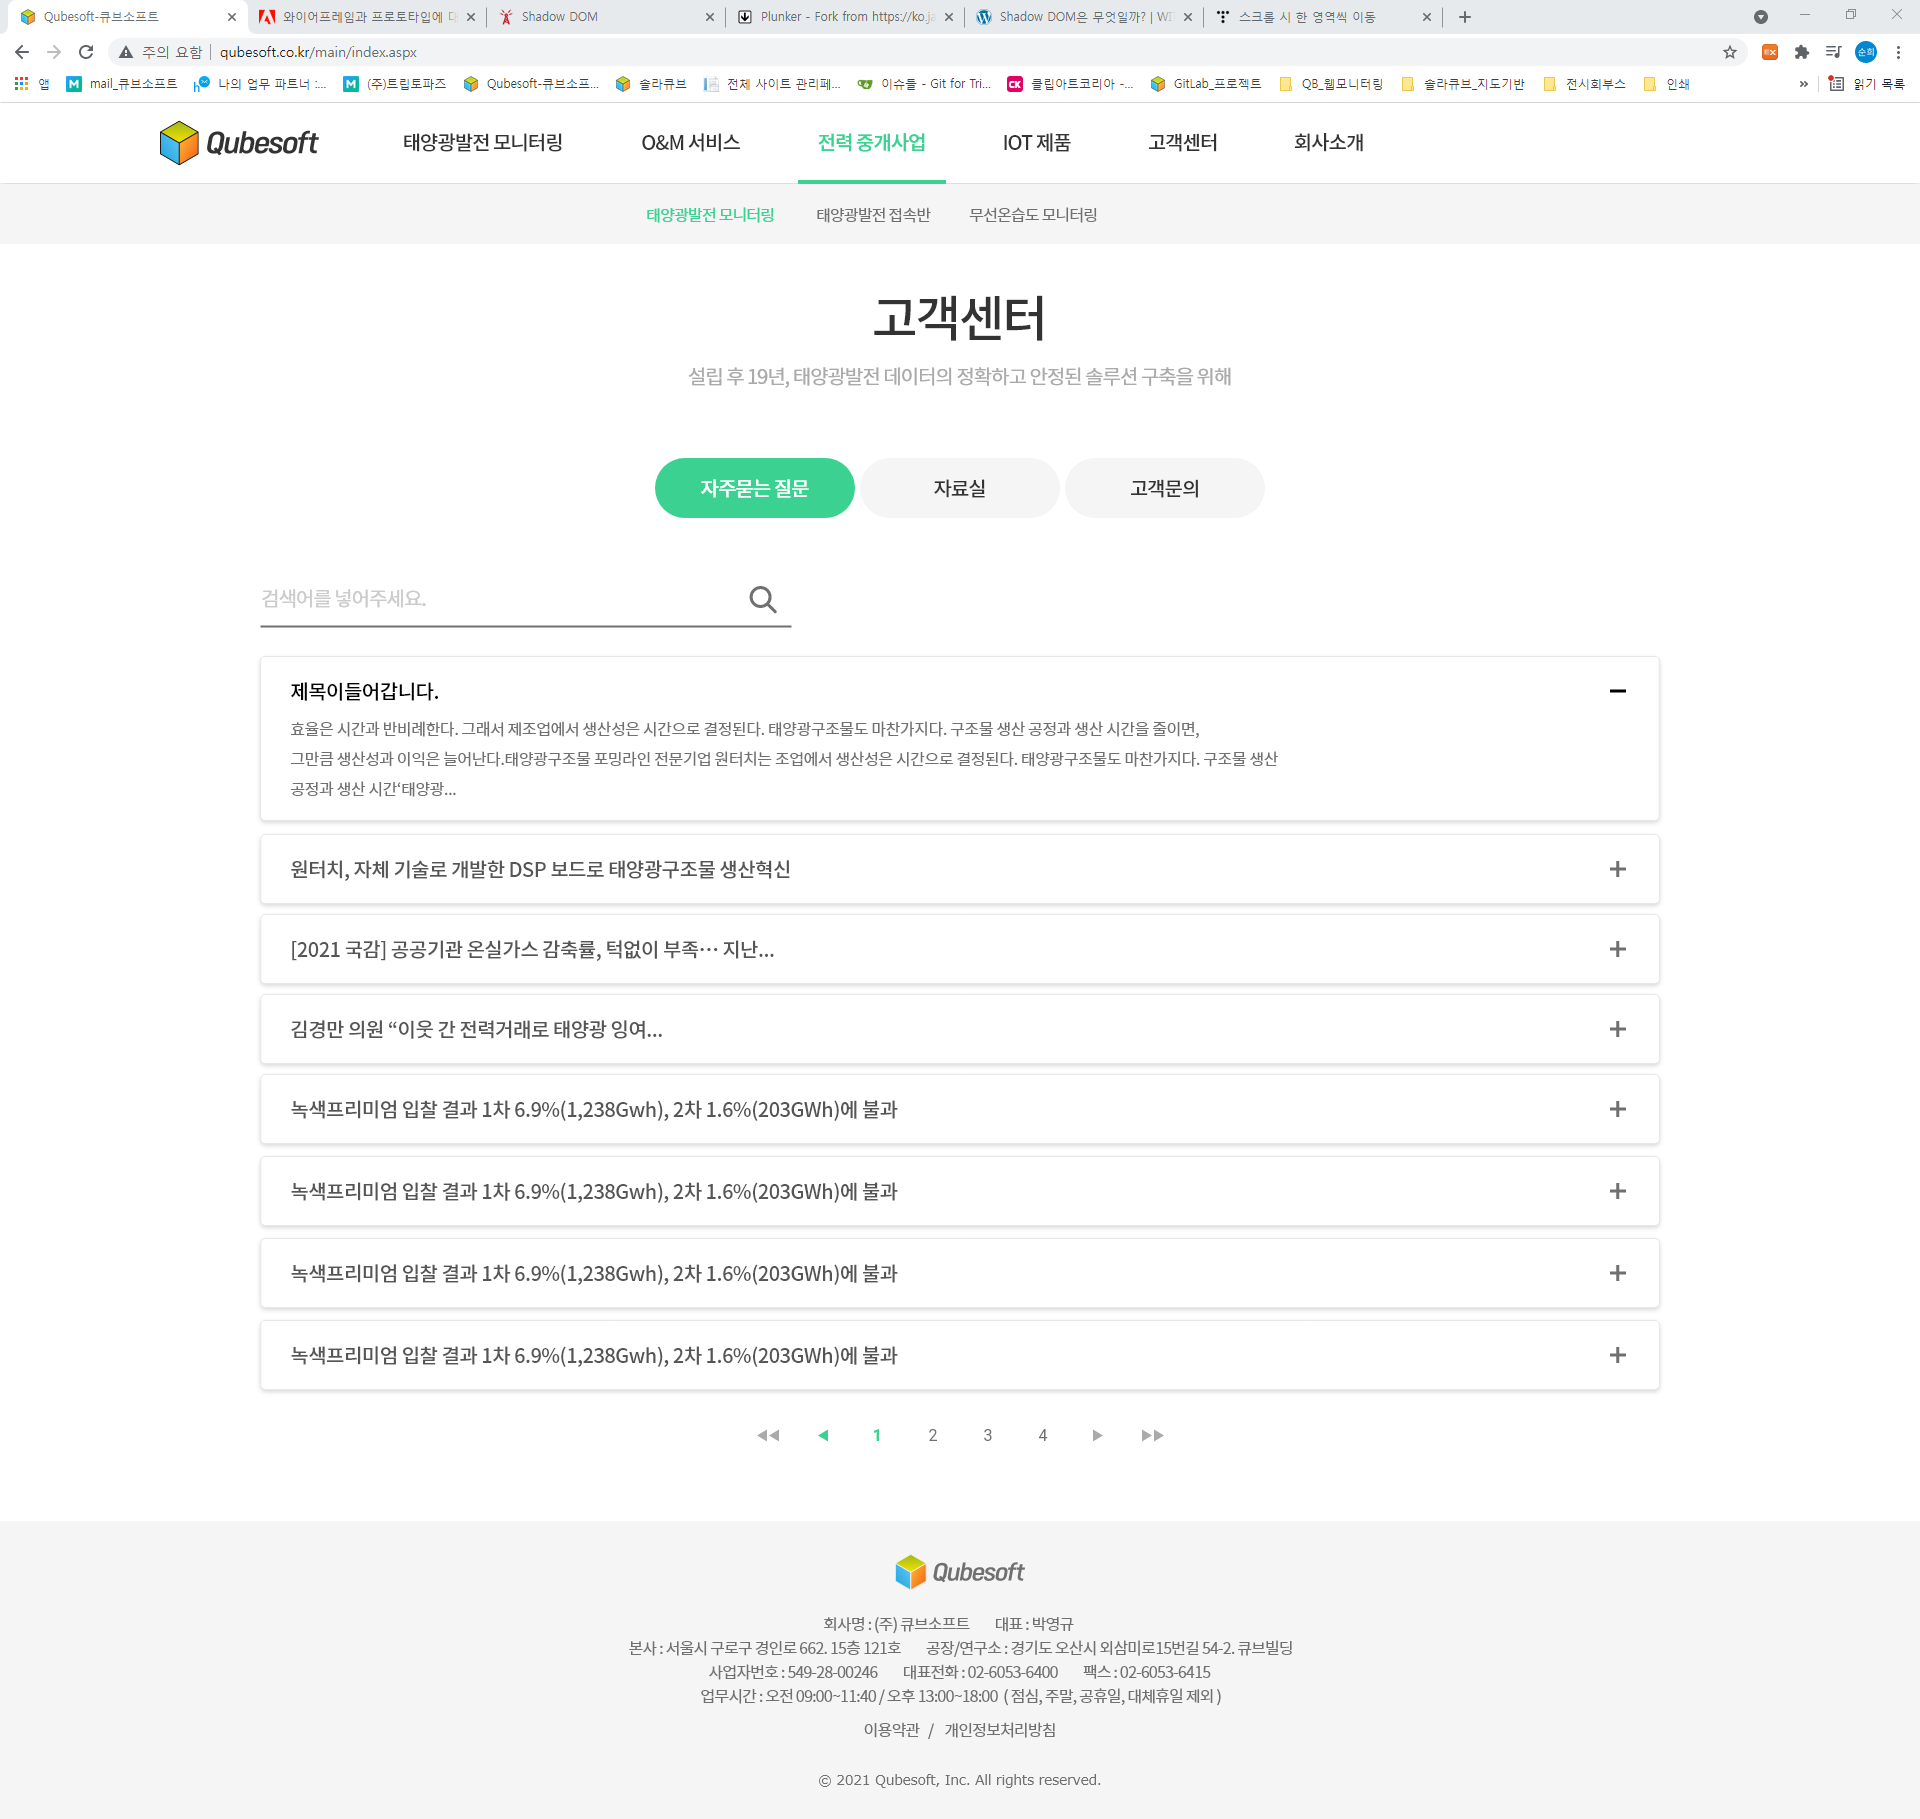 Qubesoft-큐브소프트
와이어프레임과 프로토타입에 대
Shadow DOM
Plunker - Fork from https://ko.ja
Shadow DOM은 무엇일까? | WI
스크롤 시 한 영역씩 이동
주의 요함 | qubesoft.co.kr/main/index.aspx
EX
순희
앱
mail_큐브소프트
나의 업무 파트너 :...
(주)트립토파즈
Qubesoft-큐브소프...
솔라큐브
전체 사이트 관리페...
이슈들 - Git for Tri...
클립아트코리아 -...
GitLab_프로젝트
QB_웹모니터링
솔라큐브_지도기반
전시회부스
인쇄
»
읽기 목록
Qubesoft
태양광발전 모니터링
O&M 서비스
전력 중개사업
IOT 제품
고객센터
회사소개
태양광발전 모니터링
태양광발전 접속반
무선온습도 모니터링
고객센터
설립 후 19년, 태양광발전 데이터의 정확하고 안정된 솔루션 구축을 위해
자주묻는 질문
자료실
고객문의
검색어를 넣어주세요.
제목이들어갑니다.
효율은 시간과 반비례한다. 그래서 제조업에서 생산성은 시간으로 결정된다. 태양광구조물도 마찬가지다. 구조물 생산 공정과 생산 시간을 줄이면,
그만큼 생산성과 이익은 늘어난다.태양광구조물 포밍라인 전문기업 원터치는 조업에서 생산성은 시간으로 결정된다. 태양광구조물도 마찬가지다. 구조물 생산
공정과 생산 시간‘태양광...
원터치, 자체 기술로 개발한 DSP 보드로 태양광구조물 생산혁신
[2021 국감] 공공기관 온실가스 감축률, 턱없이 부족… 지난...
김경만 의원 “이웃 간 전력거래로 태양광 잉여...
녹색프리미엄 입찰 결과 1차 6.9%(1,238Gwh), 2차 1.6%(203GWh)에 불과
녹색프리미엄 입찰 결과 1차 6.9%(1,238Gwh), 2차 1.6%(203GWh)에 불과
녹색프리미엄 입찰 결과 1차 6.9%(1,238Gwh), 2차 1.6%(203GWh)에 불과
녹색프리미엄 입찰 결과 1차 6.9%(1,238Gwh), 2차 1.6%(203GWh)에 불과
1 2 3 4
Qubesoft
회사명 : (주) 큐브소프트 대표 : 박영규
본사 : 서울시 구로구 경인로 662. 15층 121호 공장/연구소 : 경기도 오산시 외삼미로15번길 54-2. 큐브빌딩
사업자번호 : 549-28-00246 대표전화 : 02-6053-6400 팩스 : 02-6053-6415
업무시간 : 오전 09:00~11:40 / 오후 13:00~18:00 ( 점심, 주말, 공휴일, 대체휴일 제외 )
이용약관 / 개인정보처리방침
© 2021 Qubesoft, Inc. All rights reserved.